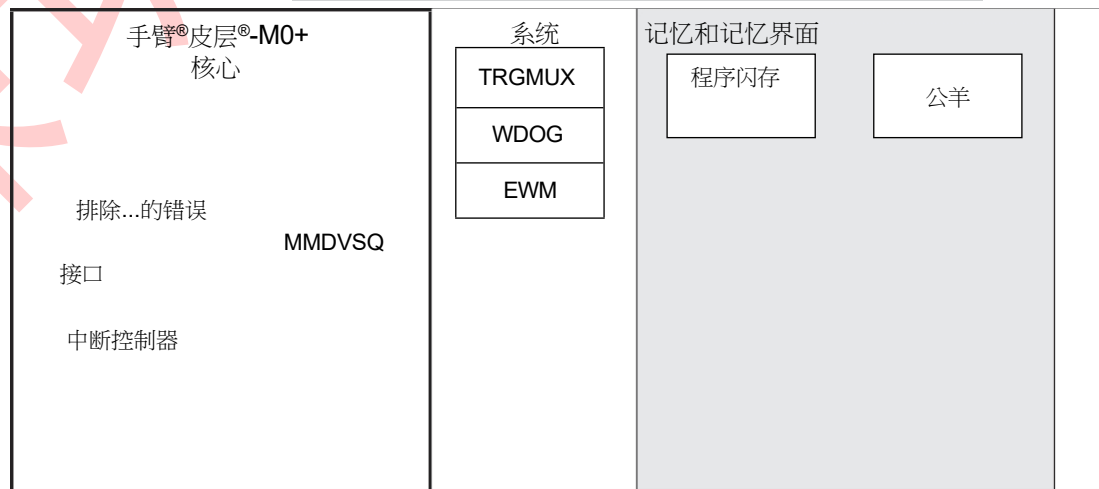 手臂®皮层®-M0+
核心
排除...的错误
MMDVSQ
接口
中断控制器
系统
TRGMUX
WDOG
EWM
记忆和记忆界面
程序闪存
公羊